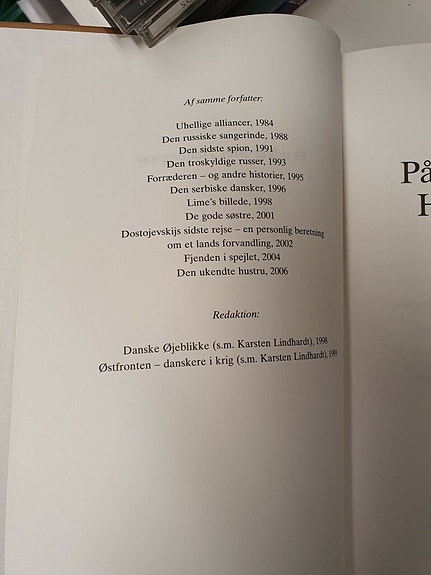 Af samme forfatter:
Uhellige alliancer, 1984
Den russiske sangerinde, 1988
Den sidste spion, 1991
Den troskyldige russer, 1993
Forræderen – og andre historier, 1995
Den serbiske dansker, 1996
Lime's billede, 1998
De gode søstre, 2001
Dostojevskijs sidste rejse – en personlig beretning
om et lands forvandling, 2002
Fjenden i spejlet, 2004
Den ukendte hustru, 2006
Redaktion:
Danske Øjeblikke (s.m. Karsten Lindhardt), 1998
Østfronten – danskere i krig (s.m. Karsten Lindhardt), 1999
På
H